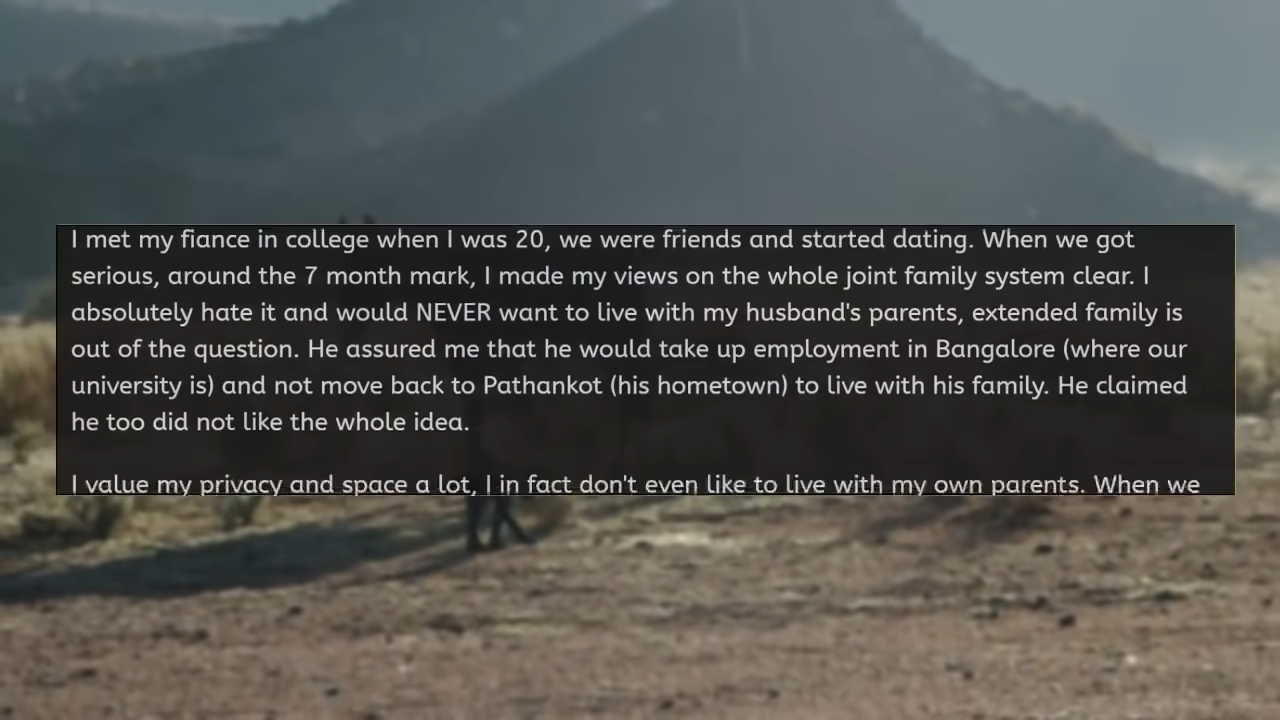 I met my fiance in college when I was 20, we were friends and started dating. When we got
serious, around the 7 month mark, I made my views on the whole joint family system clear. I
absolutely hate it and would NEVER want to live with my husband's parents, extended family is
out of the question. He assured me that he would take up employment in Bangalore (where our
university is) and not move back to Pathankot (his hometown) to live with his family. He claimed
he too did not like the whole idea.
I value my privacy and space a lot, I in fact don't even like to live with my own parents. When we